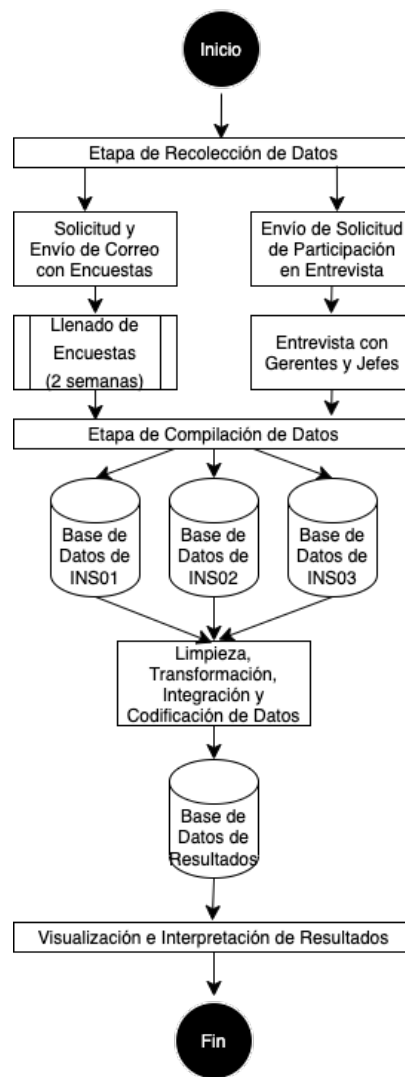 Inicio
Etapa de Recolección de Datos
Solicitud y
Envío de Correo
con Encuestas
Envío de Solicitud
de Participación
en Entrevista
Llenado de
Encuestas
(2 semanas)
Entrevista con
Gerentes y Jefes
Etapa de Compilación de Datos
Base de
Datos de
INS01
Base de
Datos de
INS02
Base de
Datos de
INS03
Limpieza,
Transformación,
Integración y
Codificación de Datos
Base de
Datos de
Resultados
Visualización e Interpretación de Resultados
Fin